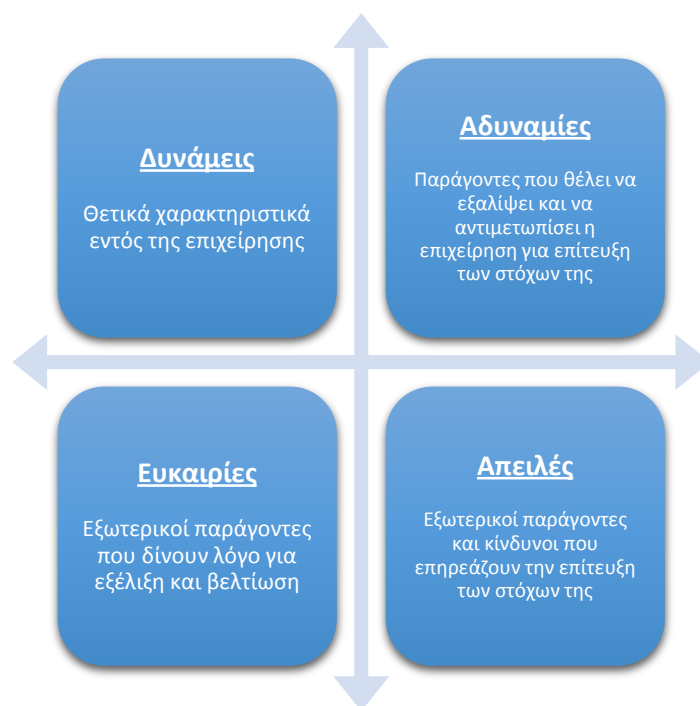 Δυνάμεις
Θετικά χαρακτηριστικά
εντός της επιχείρησης
Αδυναμίες
Παράγοντες που θέλει να
εξαλίψει και να
αντιμετωπίσει η
επιχείρηση για επίτευξη
των στόχων της
Ευκαιρίες
Εξωτερικοί παράγοντες
που δίνουν λόγο για
εξέλιξη και βελτίωση
Απειλές
Εξωτερικοί παράγοντες
και κίνδυνοι που
επηρεάζουν την επίτευξη
των στόχων της